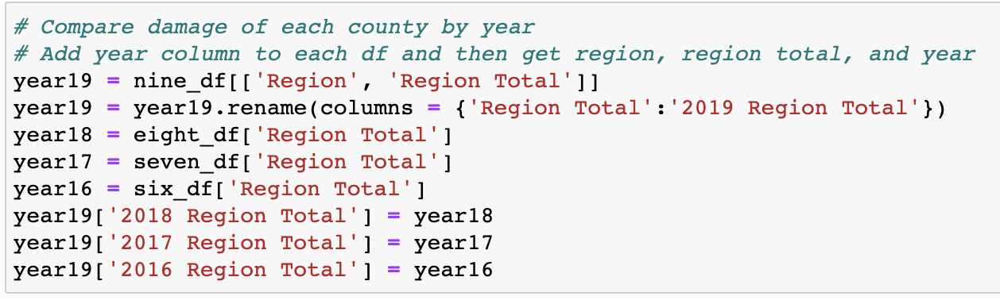 # Compare damage of each county by year
# Add year column to each df and then get region, region total, and year
year19 = nine_df[['Region', 'Region Total']]
year19 = year19.rename(columns = {'Region Total':'2019 Region Total'})
year18 = eight_df['Region Total']
year17 = seven_df['Region Total']
year16 = six_df['Region Total']
year19['2018 Region Total'] = year18
year19['2017 Region Total'] = year17
year19['2016 Region Total'] = year16